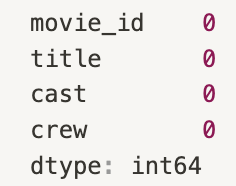 movie_id 0
title 0
cast 0
crew 0
dtype: int64